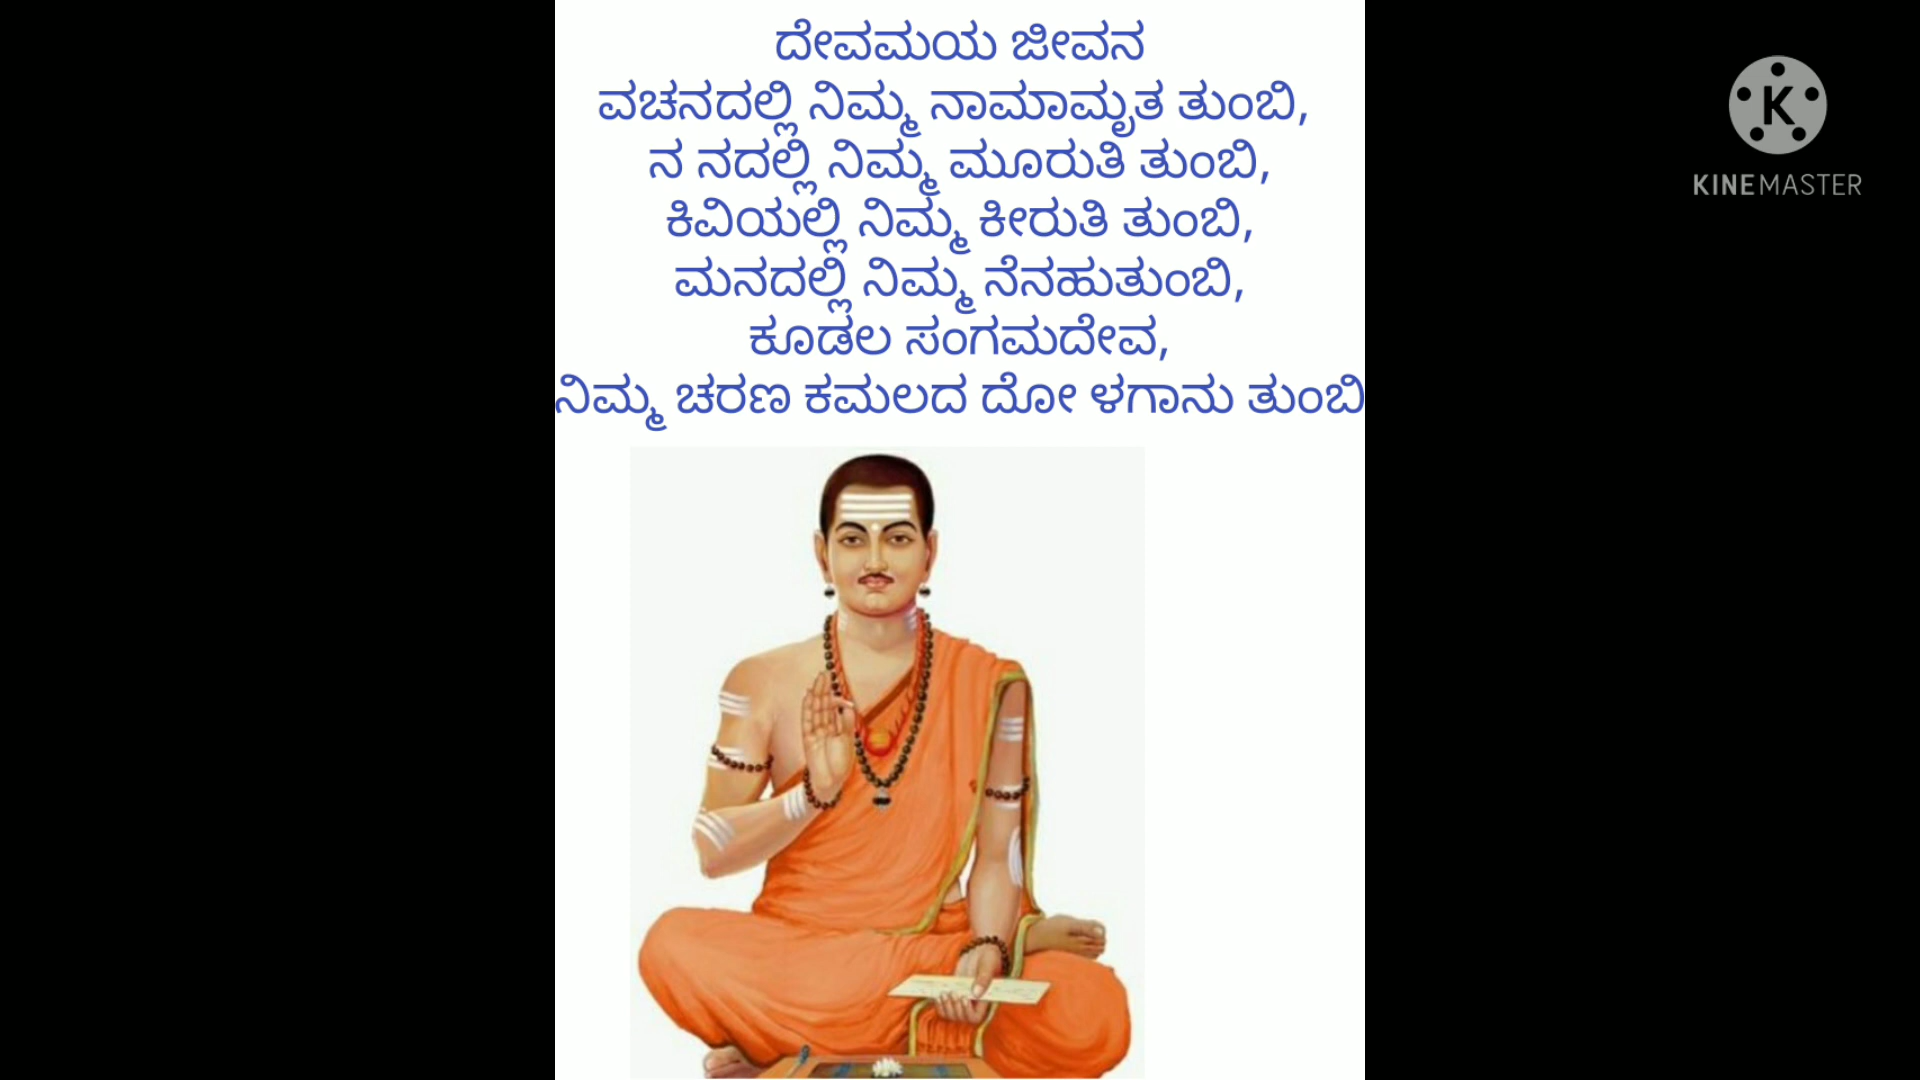 ದೇವಮಯ ಜೀವನ
ವಚನದಲ್ಲಿ ನಿಮ್ಮ ನಾಮಾಮೃತ ತುಂಬಿ,
ನ ನದಲ್ಲಿ ನಿಮ್ಮ ಮೂರುತಿ ತುಂಬಿ,
ಕಿವಿಯಲ್ಲಿ ನಿಮ್ಮ ಕೀರುತಿ ತುಂಬಿ,
ಮನದಲ್ಲಿ ನಿಮ್ಮ ನೆನಹುತುಂಬಿ,
ಕೂಡಲ ಸಂಗಮದೇವ,
ನಿಮ್ಮ ಚರಣ ಕಮಲದ ದೋ ಳಗಾನು ತುಂಬಿ
K
KINEMASTER